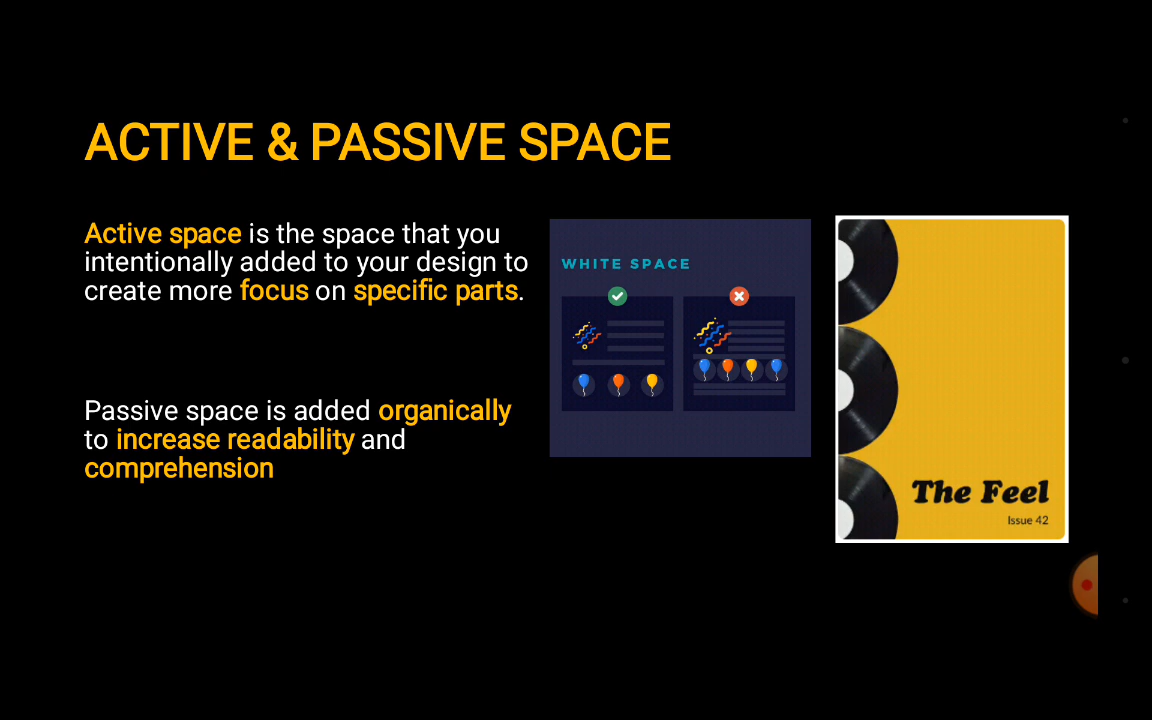 ACTIVE & PASSIVE SPACE
Active space is the space that you
intentionally added to your design to
create more focus on specific parts.
Passive space is added organically
to increase readability and
comprehension
WHITE SPACE
The Feel
Issue 42